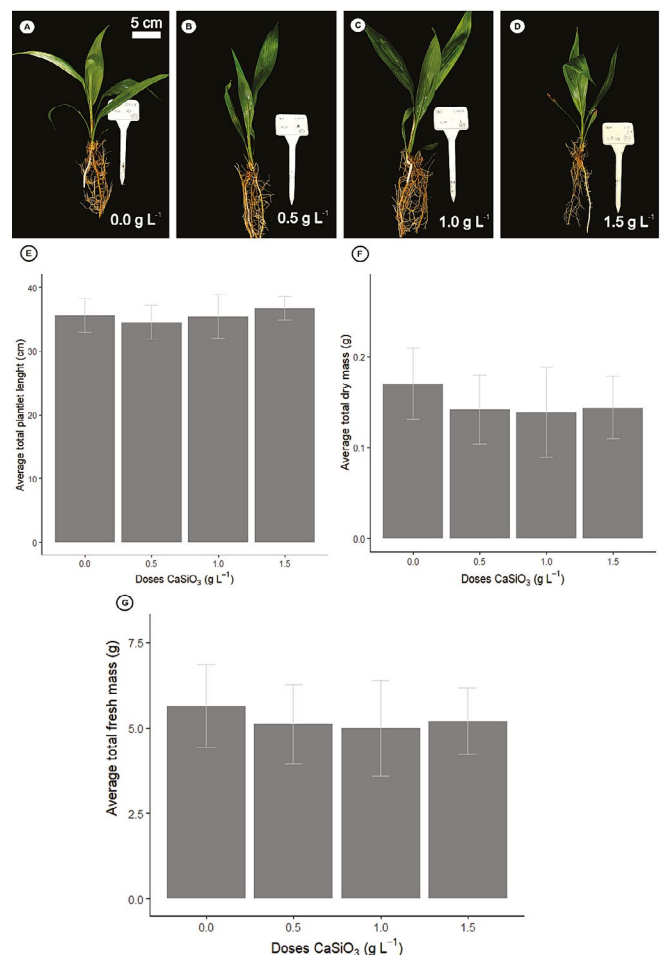 A
5 cm
0.0 g L⁻¹
B
0.5 g L⁻¹
C
1.0 g L⁻¹
D
1.5 g L⁻¹
E
Average total plantlet lenght (cm)
40
30
20
10
0
0.0 0.5 1.0 1.5
Doses CaSiO₃ (g L⁻¹)
F
Average total dry mass (g)
0.2
0.1
0.0
0.0 0.5 1.0 1.5
Doses CaSiO₃ (g L⁻¹)
G
Average total fresh mass (g)
7.5
5.0
2.5
0.0
0.0 0.5 1.0 1.5
Doses CaSiO₃ (g L⁻¹)